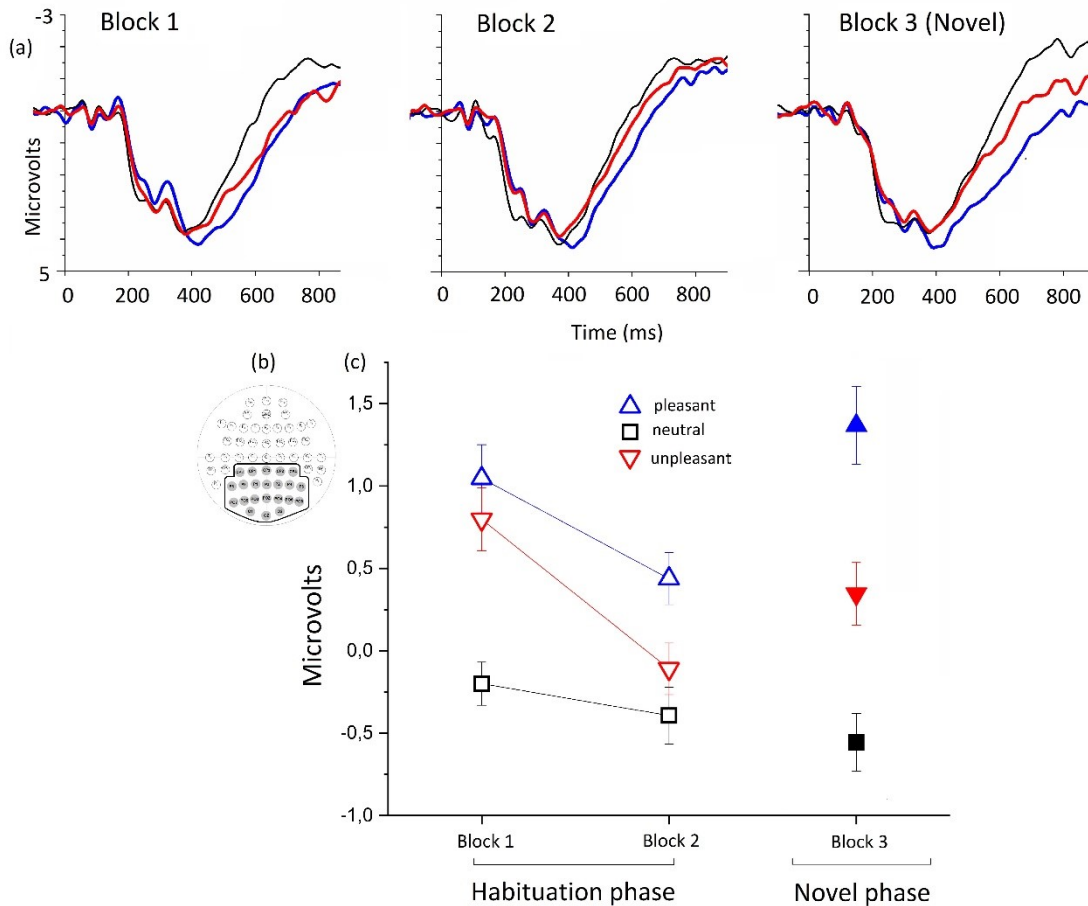 Block 1
Block 2
Block 3 (Novel)
(a)
-3
Microvolts
5
0 200 400 600 800
0 200 400 600 800
0 200 400 600 800
Time (ms)
(b)
(c)
1,5
1,0
0,5
0,0
-0,5
-1,0
Microvolts
pleasant
neutral
unpleasant
Block 1
Block 2
Block 3
Habituation phase
Novel phase